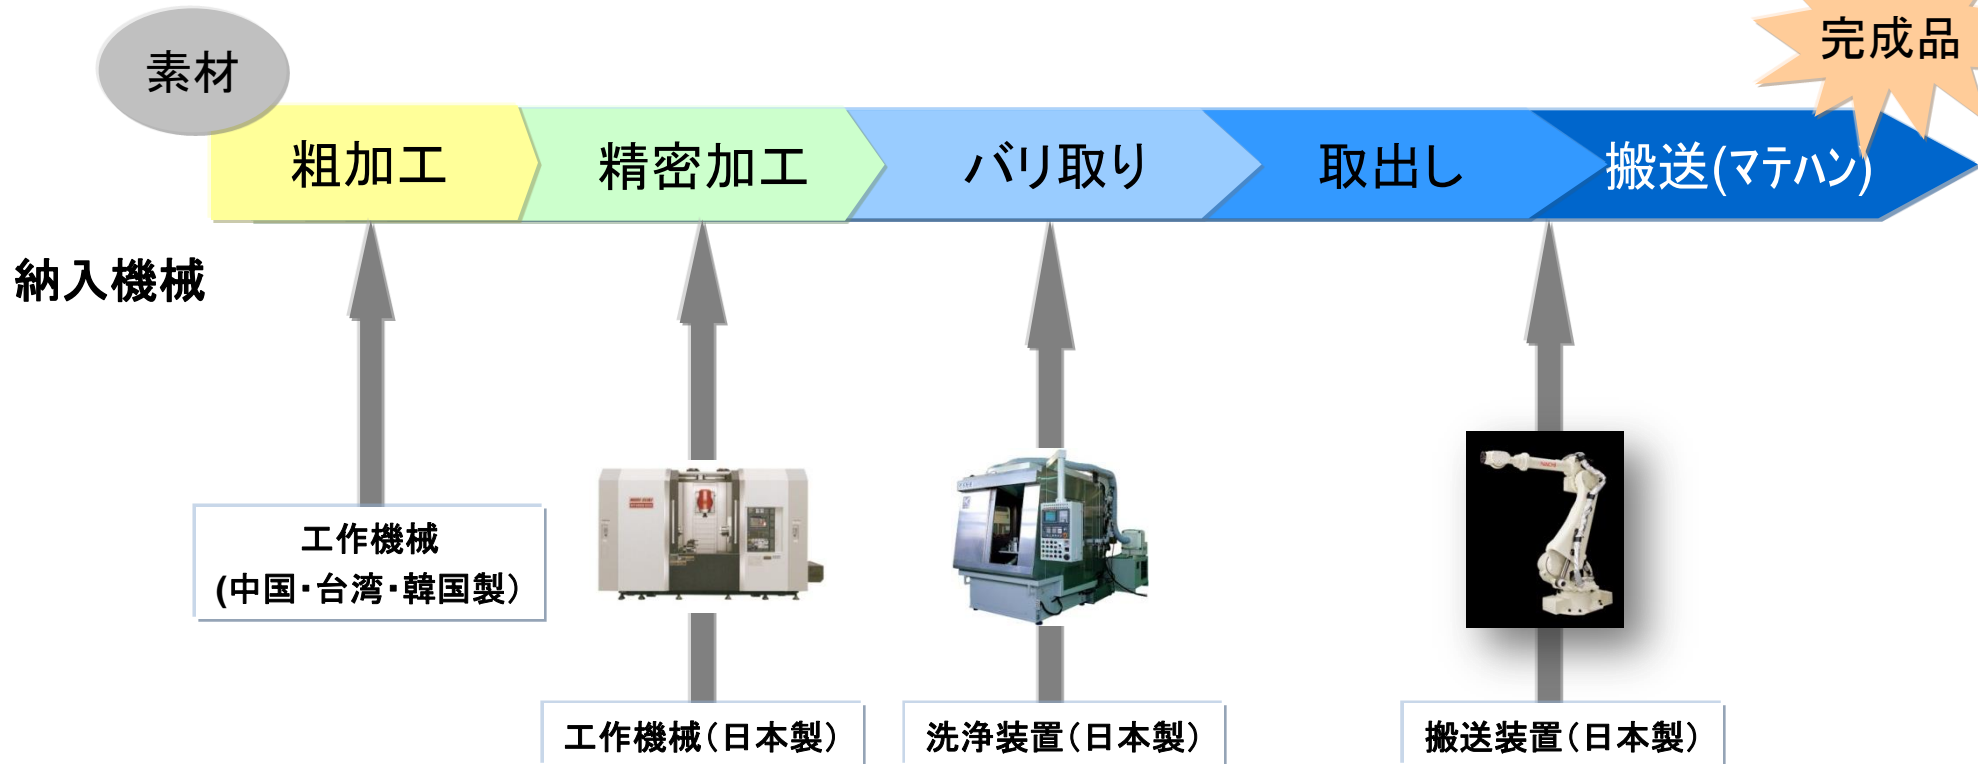 素材
完成品
粗加工
精密加工
バリ取り
取出し
搬送(マテハン)
納入機械
工作機械
(中国・台湾・韓国製)
工作機械(日本製)
洗浄装置(日本製)
搬送装置(日本製)